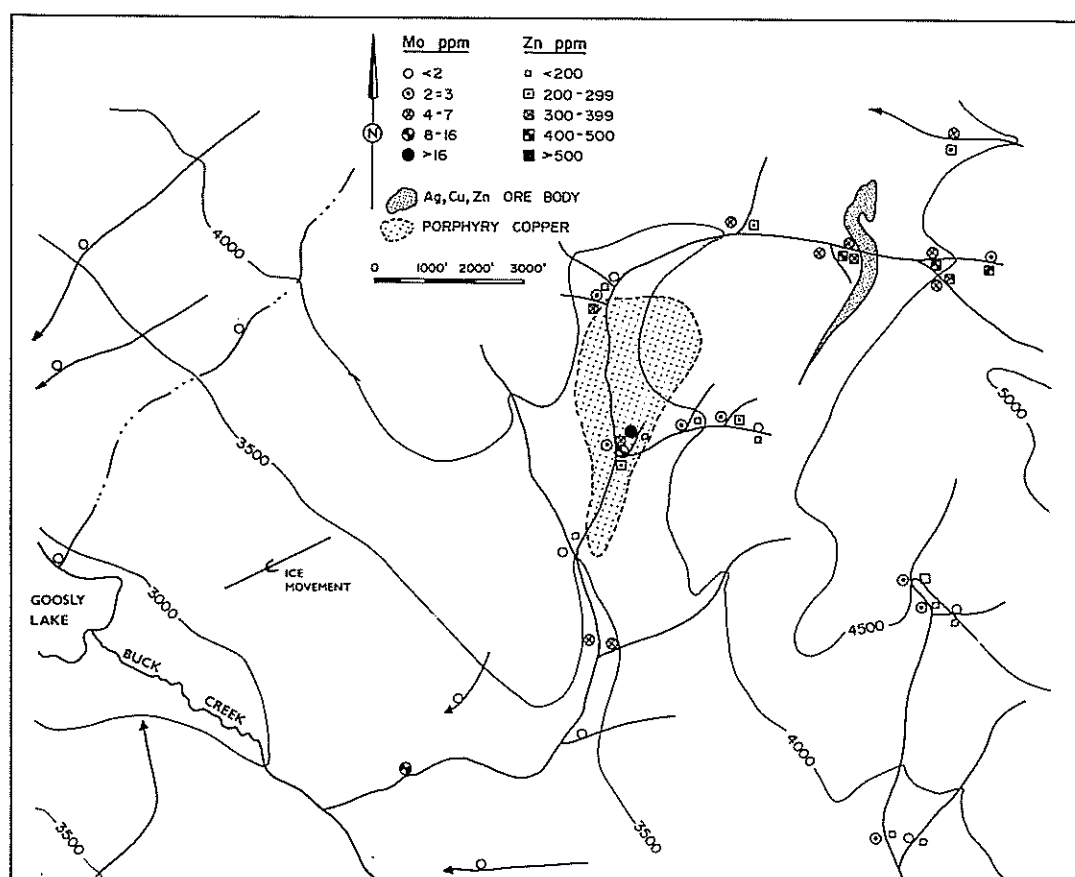 Mo ppm
Zn ppm
<2
<200
2=3
200-299
4-7
300-399
8-16
400-500
>16
>500
N
Ag, Cu, Zn ORE BODY
PORPHYRY COPPER
0 1000' 2000' 3000'
4000
3500
5000
3000
ICE
MOVEMENT
GOOSLY
LAKE
BUCK
CREEK
4500
4000
3500
3500